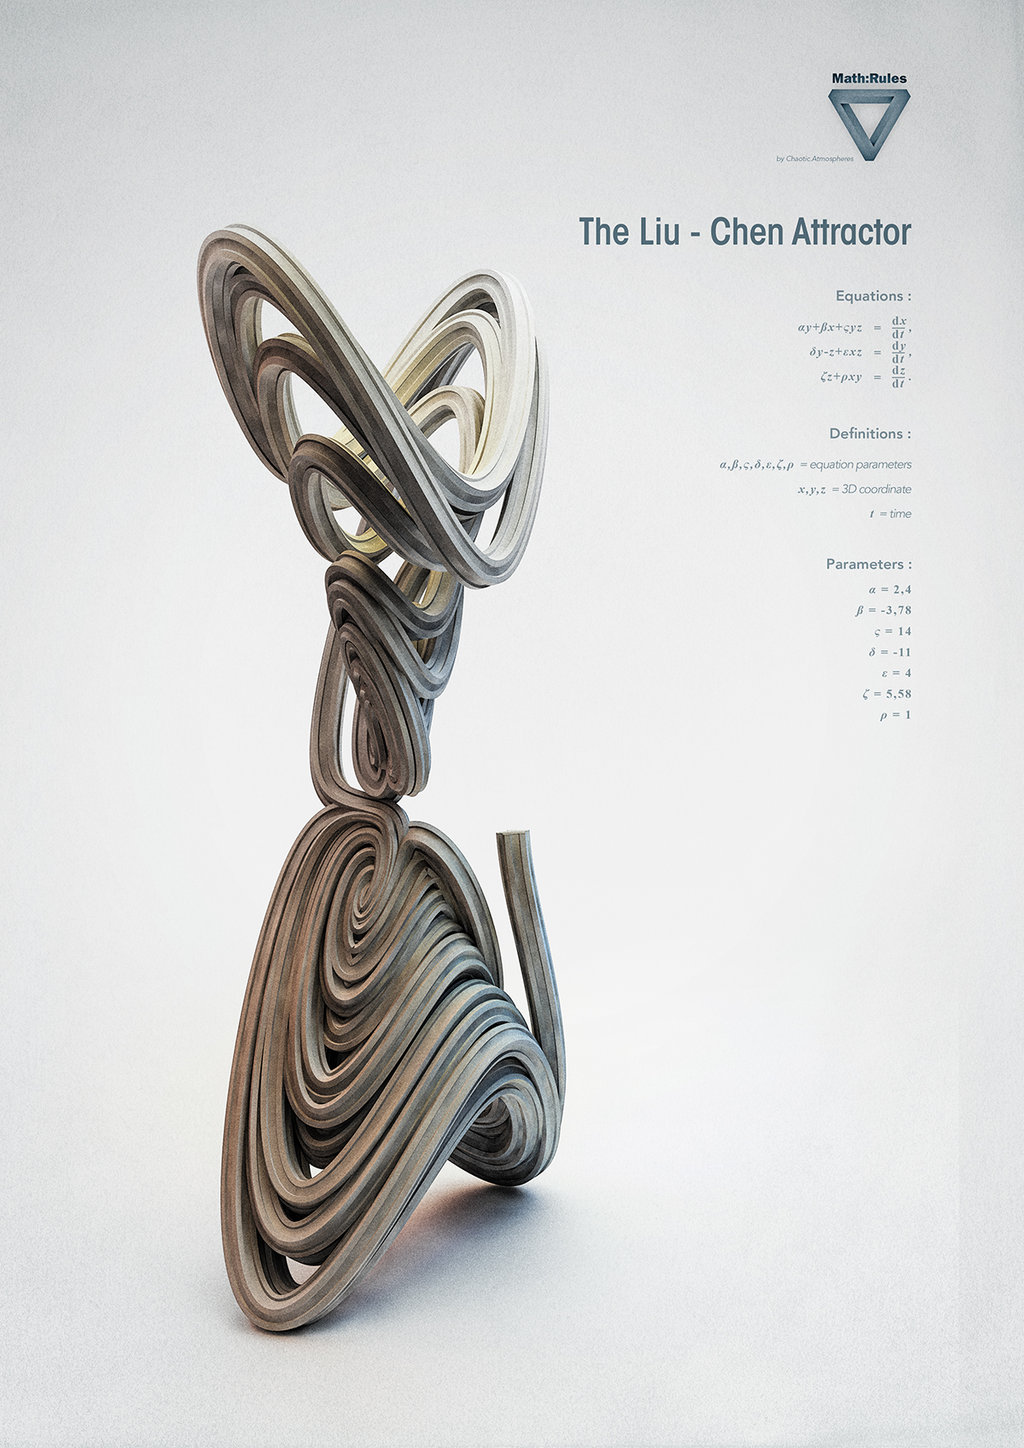 Math:Rules
by Chaotic Atmospheres
The Liu - Chen Attractor
Equations :
αy+βx+ςyz = dx/dt,
δy-z+εxz = dy/dt,
ζz+ρxy = dz/dt.
Definitions :
α,β,ς,δ,ε,ζ,ρ = equation parameters
x,y,z = 3D coordinate
t = time
Parameters :
α = 2,4
β = -3,78
ς = 14
δ = -11
ε = 4
ζ = 5,58
ρ = 1